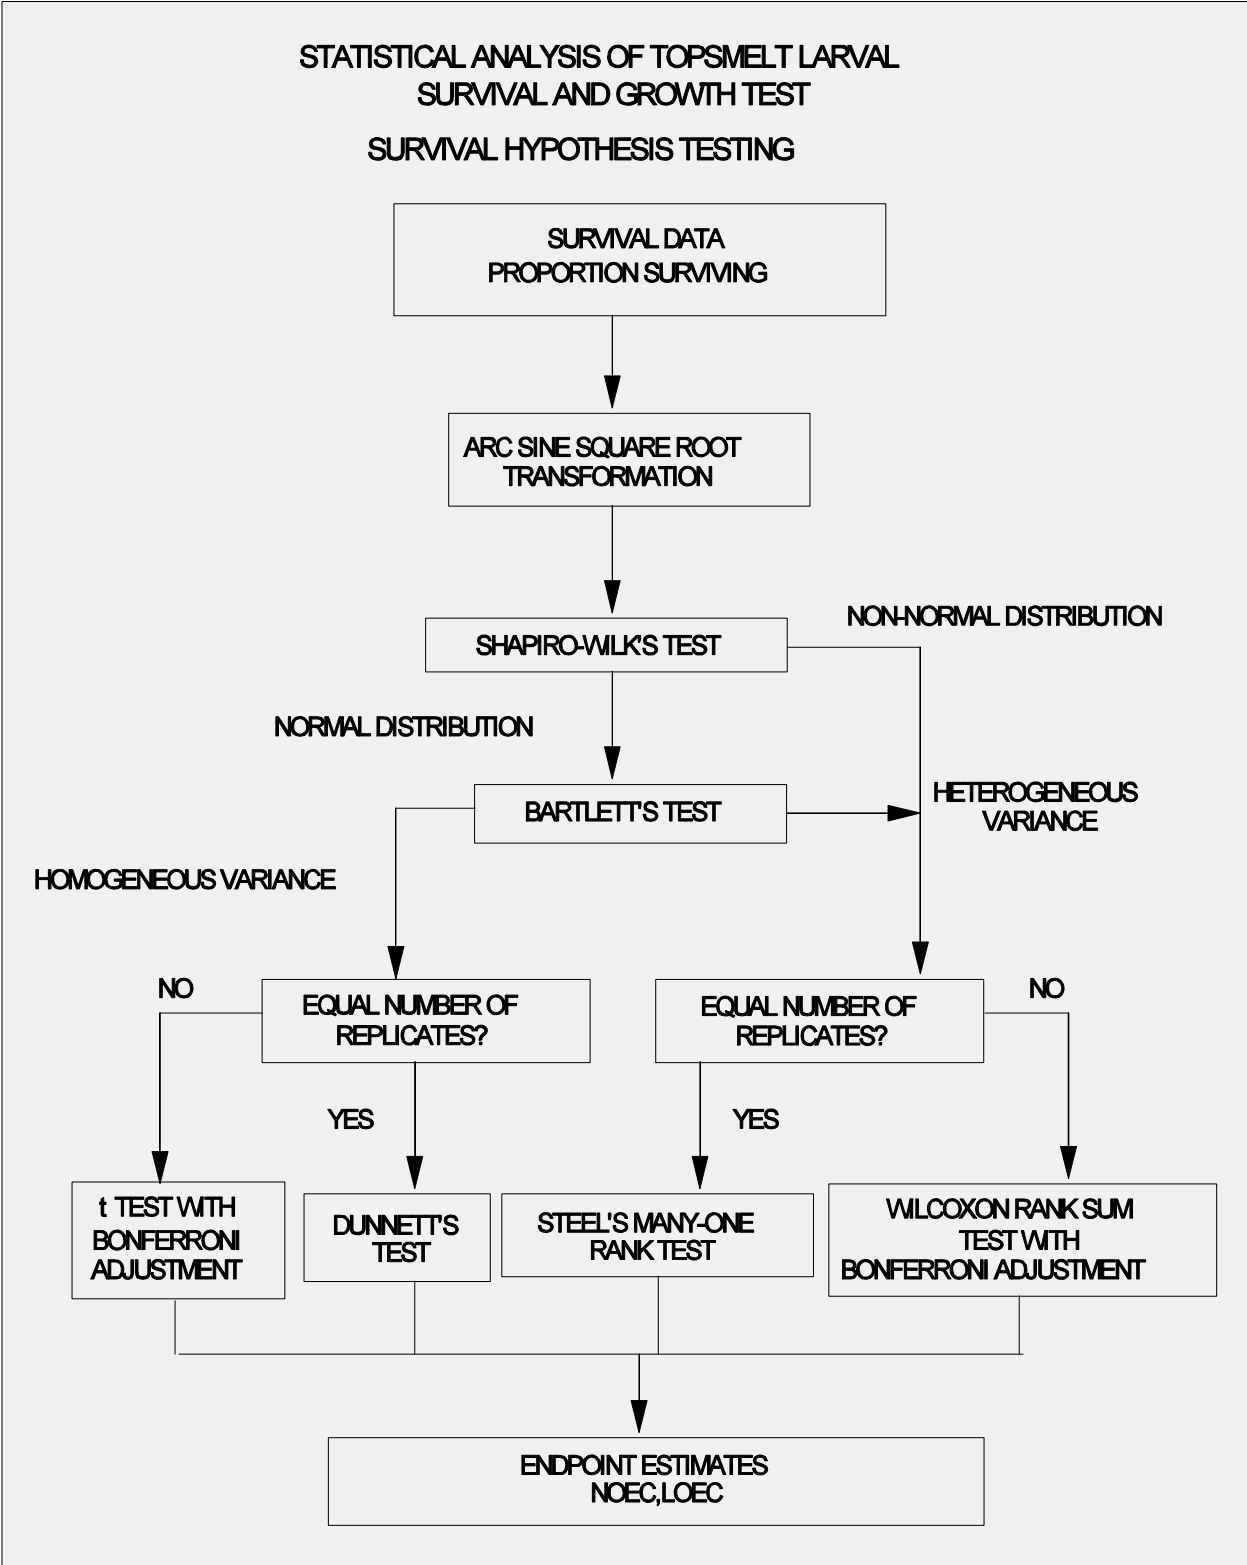 STATISTICAL ANALYSIS OF TOPSMELT LARVAL
SURVIVAL AND GROWTH TEST
SURVIVAL HYPOTHESIS TESTING
SURVIVAL DATA
PROPORTION SURVIVING
ARC SINE SQUARE ROOT
TRANSFORMATION
NON-NORMAL DISTRIBUTION
SHAPIRO-WILK'S TEST
NORMAL DISTRIBUTION
HETEROGENEOUS
VARIANCE
BARTLETT'S TEST
HOMOGENEOUS VARIANCE
NO
EQUAL NUMBER OF
REPLICATES?
EQUAL NUMBER OF
REPLICATES?
NO
YES
YES
t TEST WITH
BONFERRONI
ADJUSTMENT
DUNNETT'S
TEST
STEEL'S MANY-ONE
RANK TEST
WILCOXON RANK SUM
TEST WITH
BONFERRONI ADJUSTMENT
ENDPOINT ESTIMATES
NOEC,LOEC